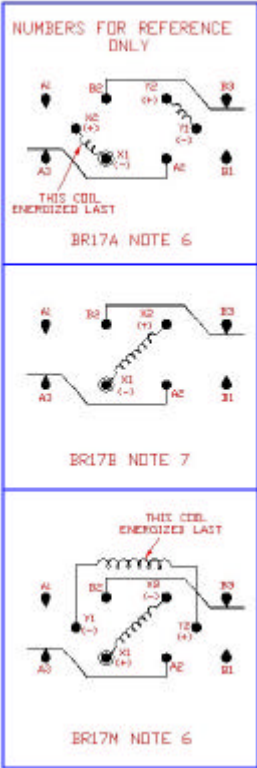 NUMBERS FOR REFERENCE
ONLY
A1 B2 Y2 B3
(+)
X2 Y1
(+) (-)
X1
(-)
A3 A2 B1
THIS COIL
ENERGIZED LAST
BR17A NOTE 6
A1 B2 X2 B3
(+)
X1
(-)
A3 A2 B1
BR17B NOTE 7
THIS COIL
ENERGIZED LAST
A1 B2 B3
(-)
Y1 Y2
(-) (+)
X1
(+)
A3 A2 B1
BR17M NOTE 6